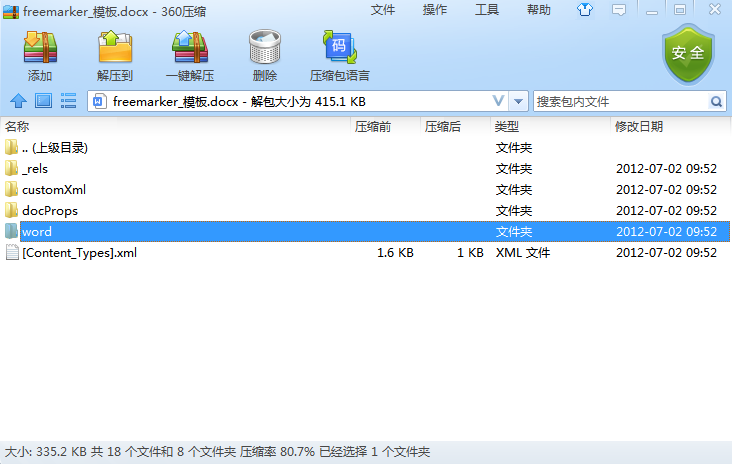 freemarker_模板.docx - 360压缩 文件 操作 工具 帮助
添加 解压到 一键解压 删除 压缩包语言 码 安全
freemarker_模板.docx - 解包大小为 415.1 KB 搜索包内文件
名称 压缩前 压缩后 类型 修改日期
.. (上级目录) 文件夹
_rels 文件夹 2012-07-02 09:52
customXml 文件夹 2012-07-02 09:52
docProps 文件夹 2012-07-02 09:52
word 文件夹 2012-07-02 09:52
[Content_Types].xml 1.6 KB 1 KB XML 文件 2012-07-02 09:52
大小: 335.2 KB 共 18 个文件和 8 个文件夹 压缩率 80.7% 已经选择 1 个文件夹